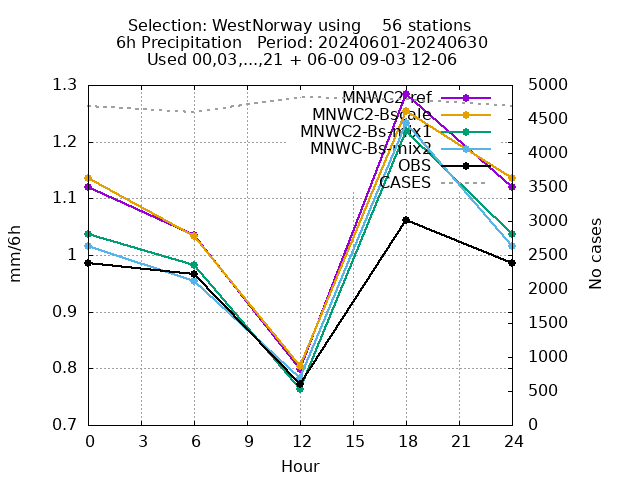 Selection: WestNorway using    56 stations
6h Precipitation   Period: 20240601-20240630
Used 00,03,...,21 + 06-00 09-03 12-06
MNWC2-ref
MNWC2-Bscale
MNWC2-Bs-mix1
MNWC-Bs-mix2
OBS
CASES
1.3
1.2
1.1
1
0.9
0.8
0.7
mm/6h
5000
4500
4000
3500
3000
2500
2000
1500
1000
500
0
No cases
0 3 6 9 12 15 18 21 24
Hour